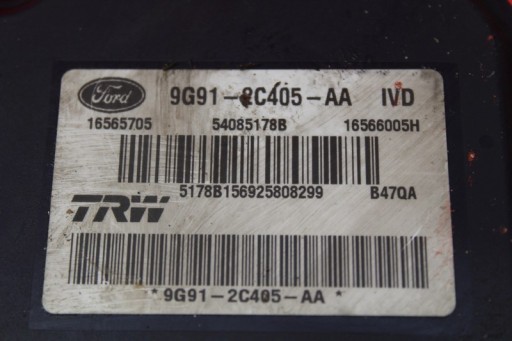 Ford 9G91-2C405-AA IVD
16565705 54085178B 16566005H
5178B156925808299 B47QA
TRW
*9G91-2C405-AA*